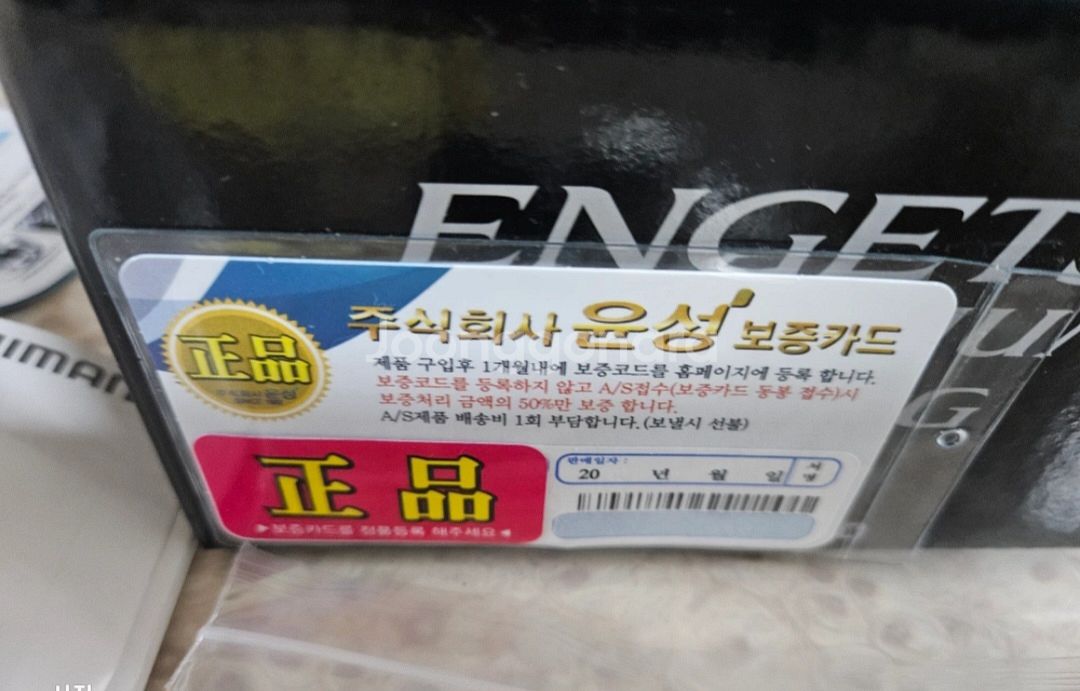 ENGETS
正品
주식회사 윤성 보증카드
Joonggonara
제품 구입후 1개월내에 보증코드를 홈페이지에 등록 합니다.
보증코드를 등록하지 않고 A/S접수(보증카드 동봉 접수)시
보증처리 금액의 50%만 보증 합니다.
A/S제품 배송비 1회 부담합니다.(보낼시 선불)
正品
▶보증카드를 정품등록 해주세요◀
판매일자 :
20 년 월 일
서명
G